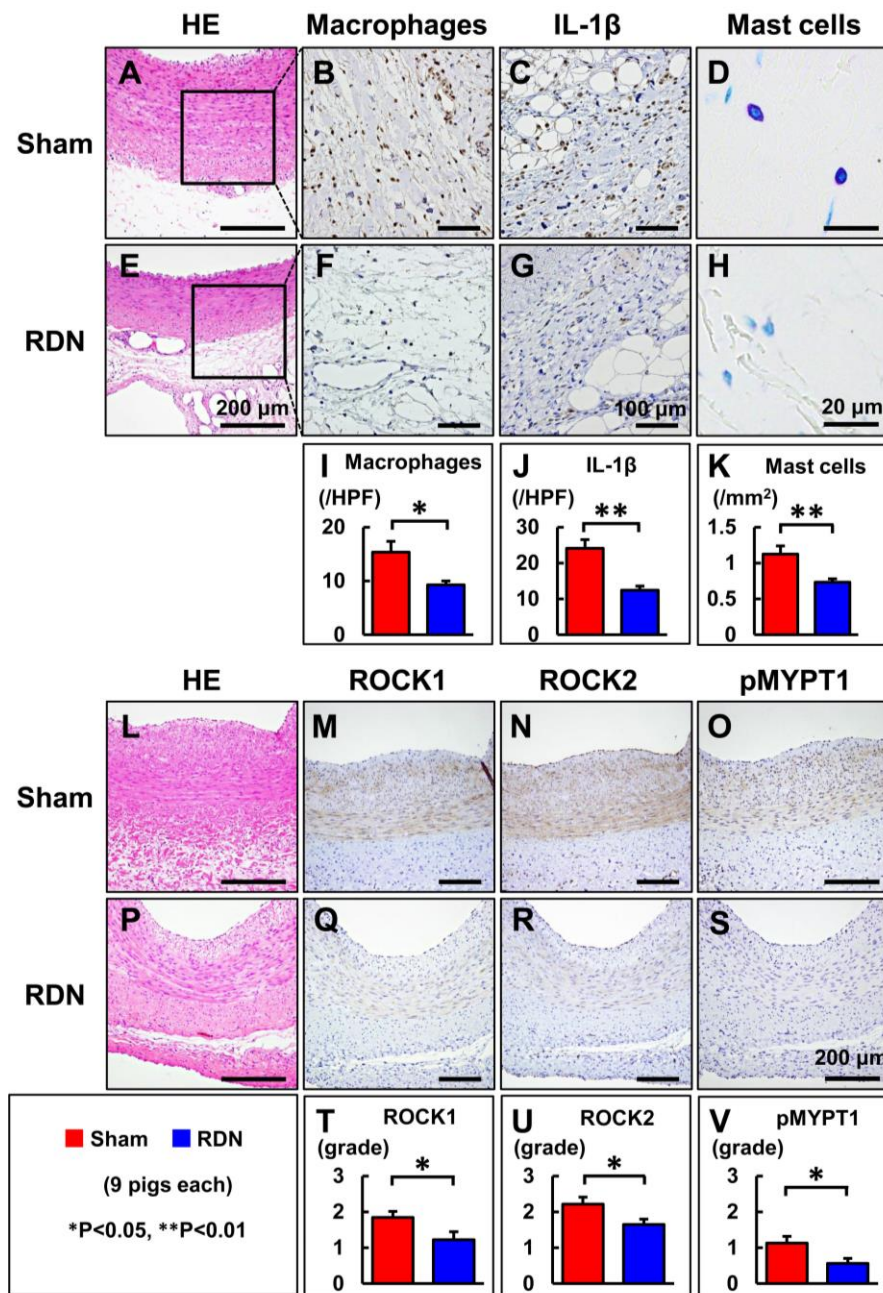 HE Macrophages IL-1β Mast cells
Sham
A B C D
RDN
E F G H
200 μm 100 μm 20 μm
I Macrophages J IL-1β K Mast cells
(/HPF) (/HPF) (/mm²)
* ** **
20 30 1.5
20 1
10 10 0.5
0 0 0
HE ROCK1 ROCK2 pMYPT1
Sham
L M N O
RDN
P Q R S
200 μm
T ROCK1 U ROCK2 V pMYPT1
(grade) (grade) (grade)
Sham RDN
(9 pigs each)
*P<0.05, **P<0.01
* * *
3 3 3
2 2 2
1 1 1
0 0 0